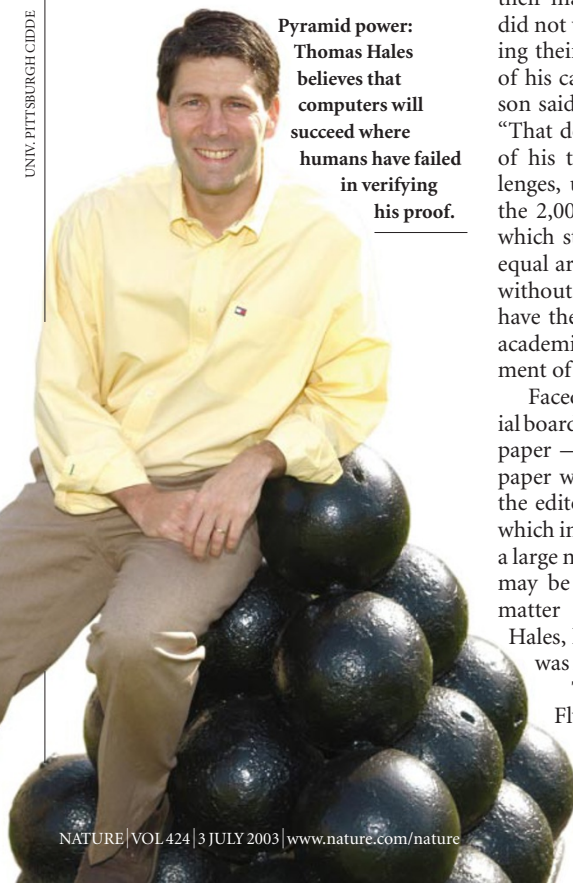 UNIV. PITTSBURGH CIDDE
Pyramid power:
Thomas Hales
believes that
computers will
succeed where
humans have failed
in verifying
his proof.
did not
ing their
of his ca
son said
“That de
of his t
lenges, u
the 2,00
which su
equal ar
without
have the
academi
ment of
Faced
ial board
paper —
paper w
the edito
which in
a large n
may be
matter
Hales,
was
Fl
NATURE | VOL 424 | 3 JULY 2003 | www.nature.com/nature